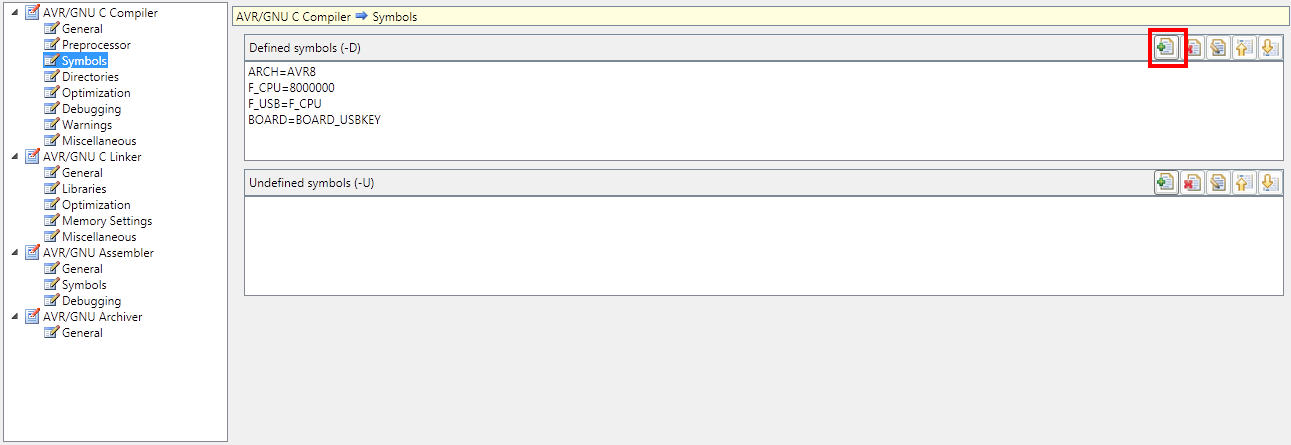 AVR/GNU C Compiler
General
Preprocessor
Symbols
Directories
Optimization
Debugging
Warnings
Miscellaneous
AVR/GNU C Linker
General
Libraries
Optimization
Memory Settings
Miscellaneous
AVR/GNU Assembler
General
Symbols
Debugging
AVR/GNU Archiver
General
AVR/GNU C Compiler Symbols
Defined symbols (-D)
ARCH=AVR8
F_CPU=8000000
F_USB=F_CPU
BOARD=BOARD_USBKEY
Undefined symbols (-U)